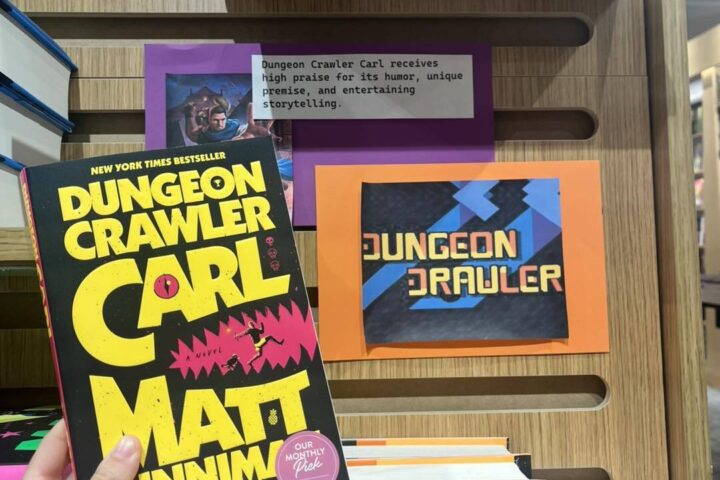 Dungeon Crawler Carl receives
high praise for its humor, unique
premise, and entertaining
storytelling.
NEW YORK TIMES BESTSELLER
DUNGEON
CRAWLER
CARL
A NOVEL
MATT
OUR
MONTHLY
Pick
DUNGEON
CRAWLER